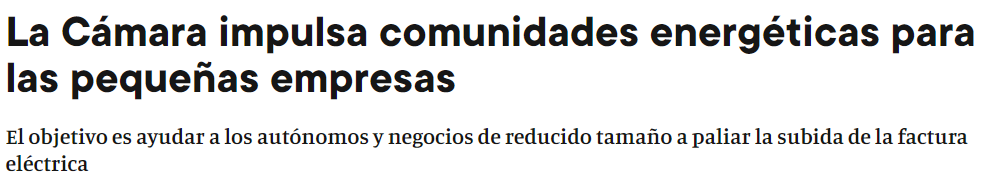 La Cámara impulsa comunidades energéticas para
las pequeñas empresas
El objetivo es ayudar a los autónomos y negocios de reducido tamaño a paliar la subida de la factura
eléctrica